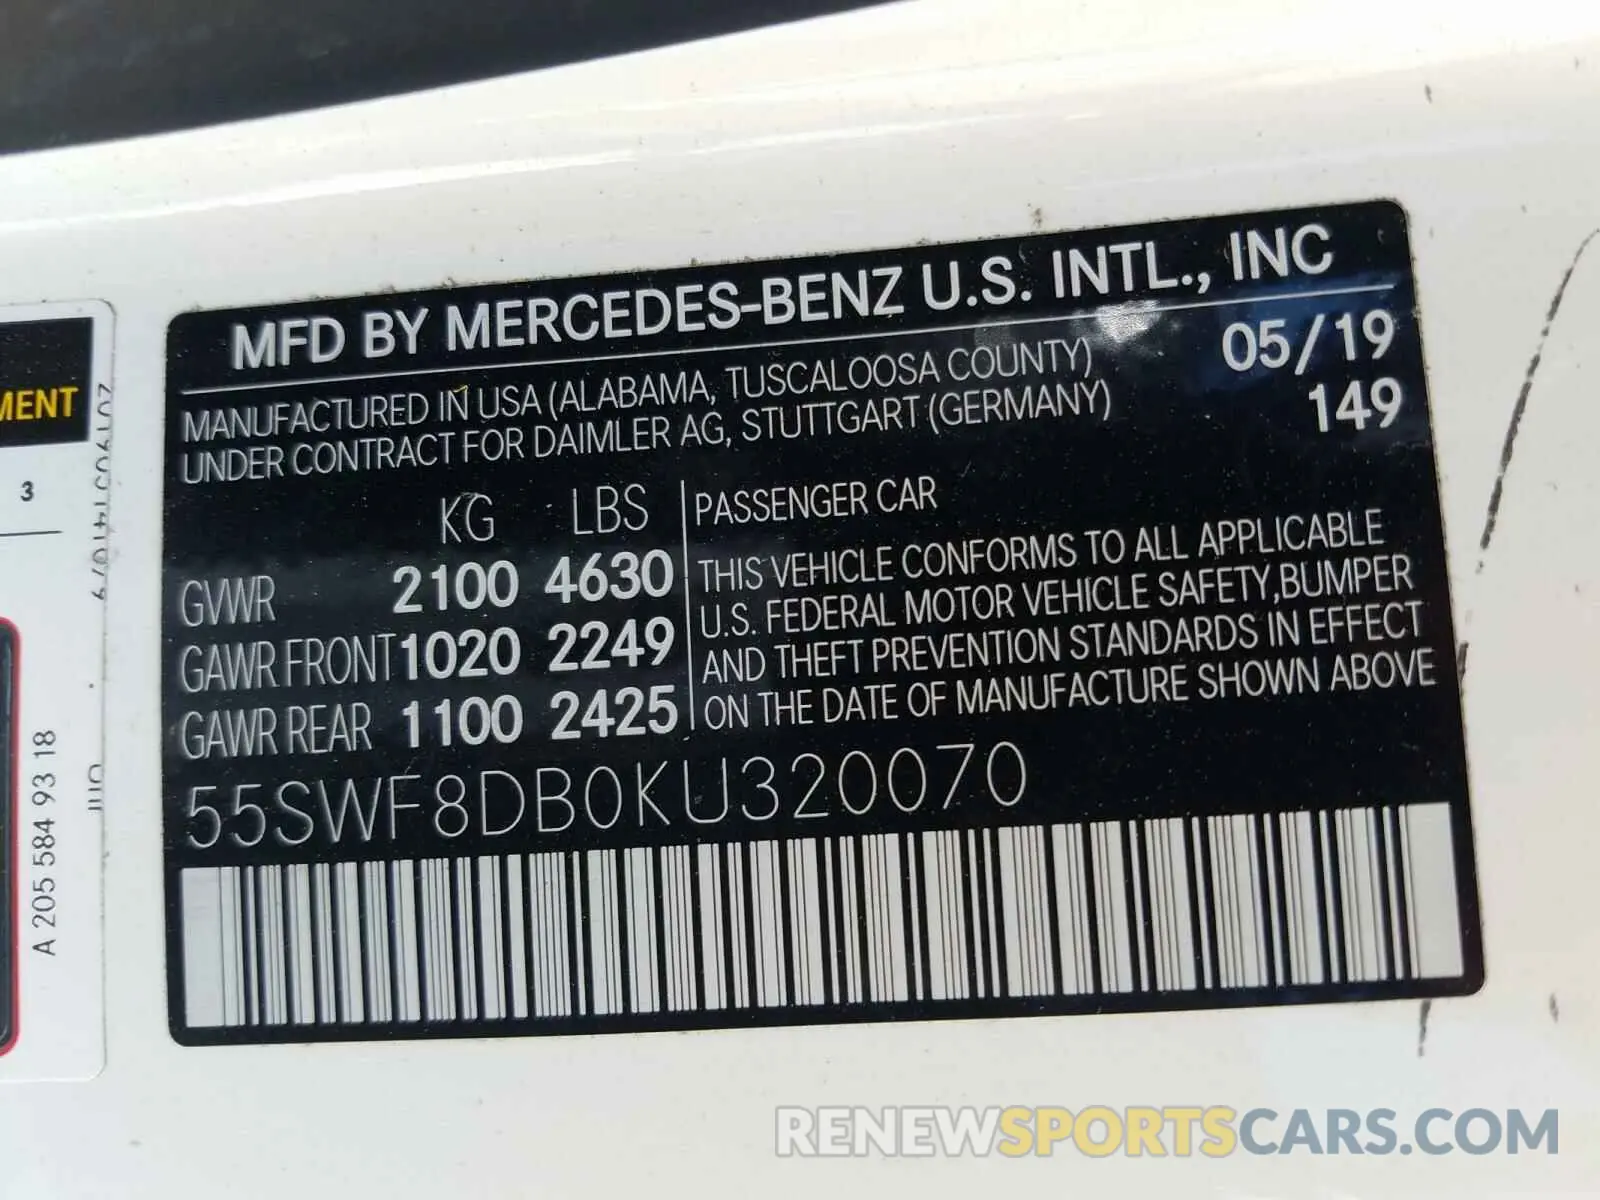 MFD BY MERCEDES-BENZ U.S. INTL., INC
MANUFACTURED IN USA (ALABAMA, TUSCALOOSA COUNTY) 05/19
UNDER CONTRACT FOR DAIMLER AG, STUTTGART (GERMANY) 149
KG LBS
GVWR 2100 4630
GAWR FRONT 1020 2249
GAWR REAR 1100 2425
PASSENGER CAR
THIS VEHICLE CONFORMS TO ALL APPLICABLE
U.S. FEDERAL MOTOR VEHICLE SAFETY,BUMPER
AND THEFT PREVENTION STANDARDS IN EFFECT
ON THE DATE OF MANUFACTURE SHOWN ABOVE
55SWF8DB0KU320070
MENT
3
A 205 584 93 18
RENEWSPORTSCARS.COM